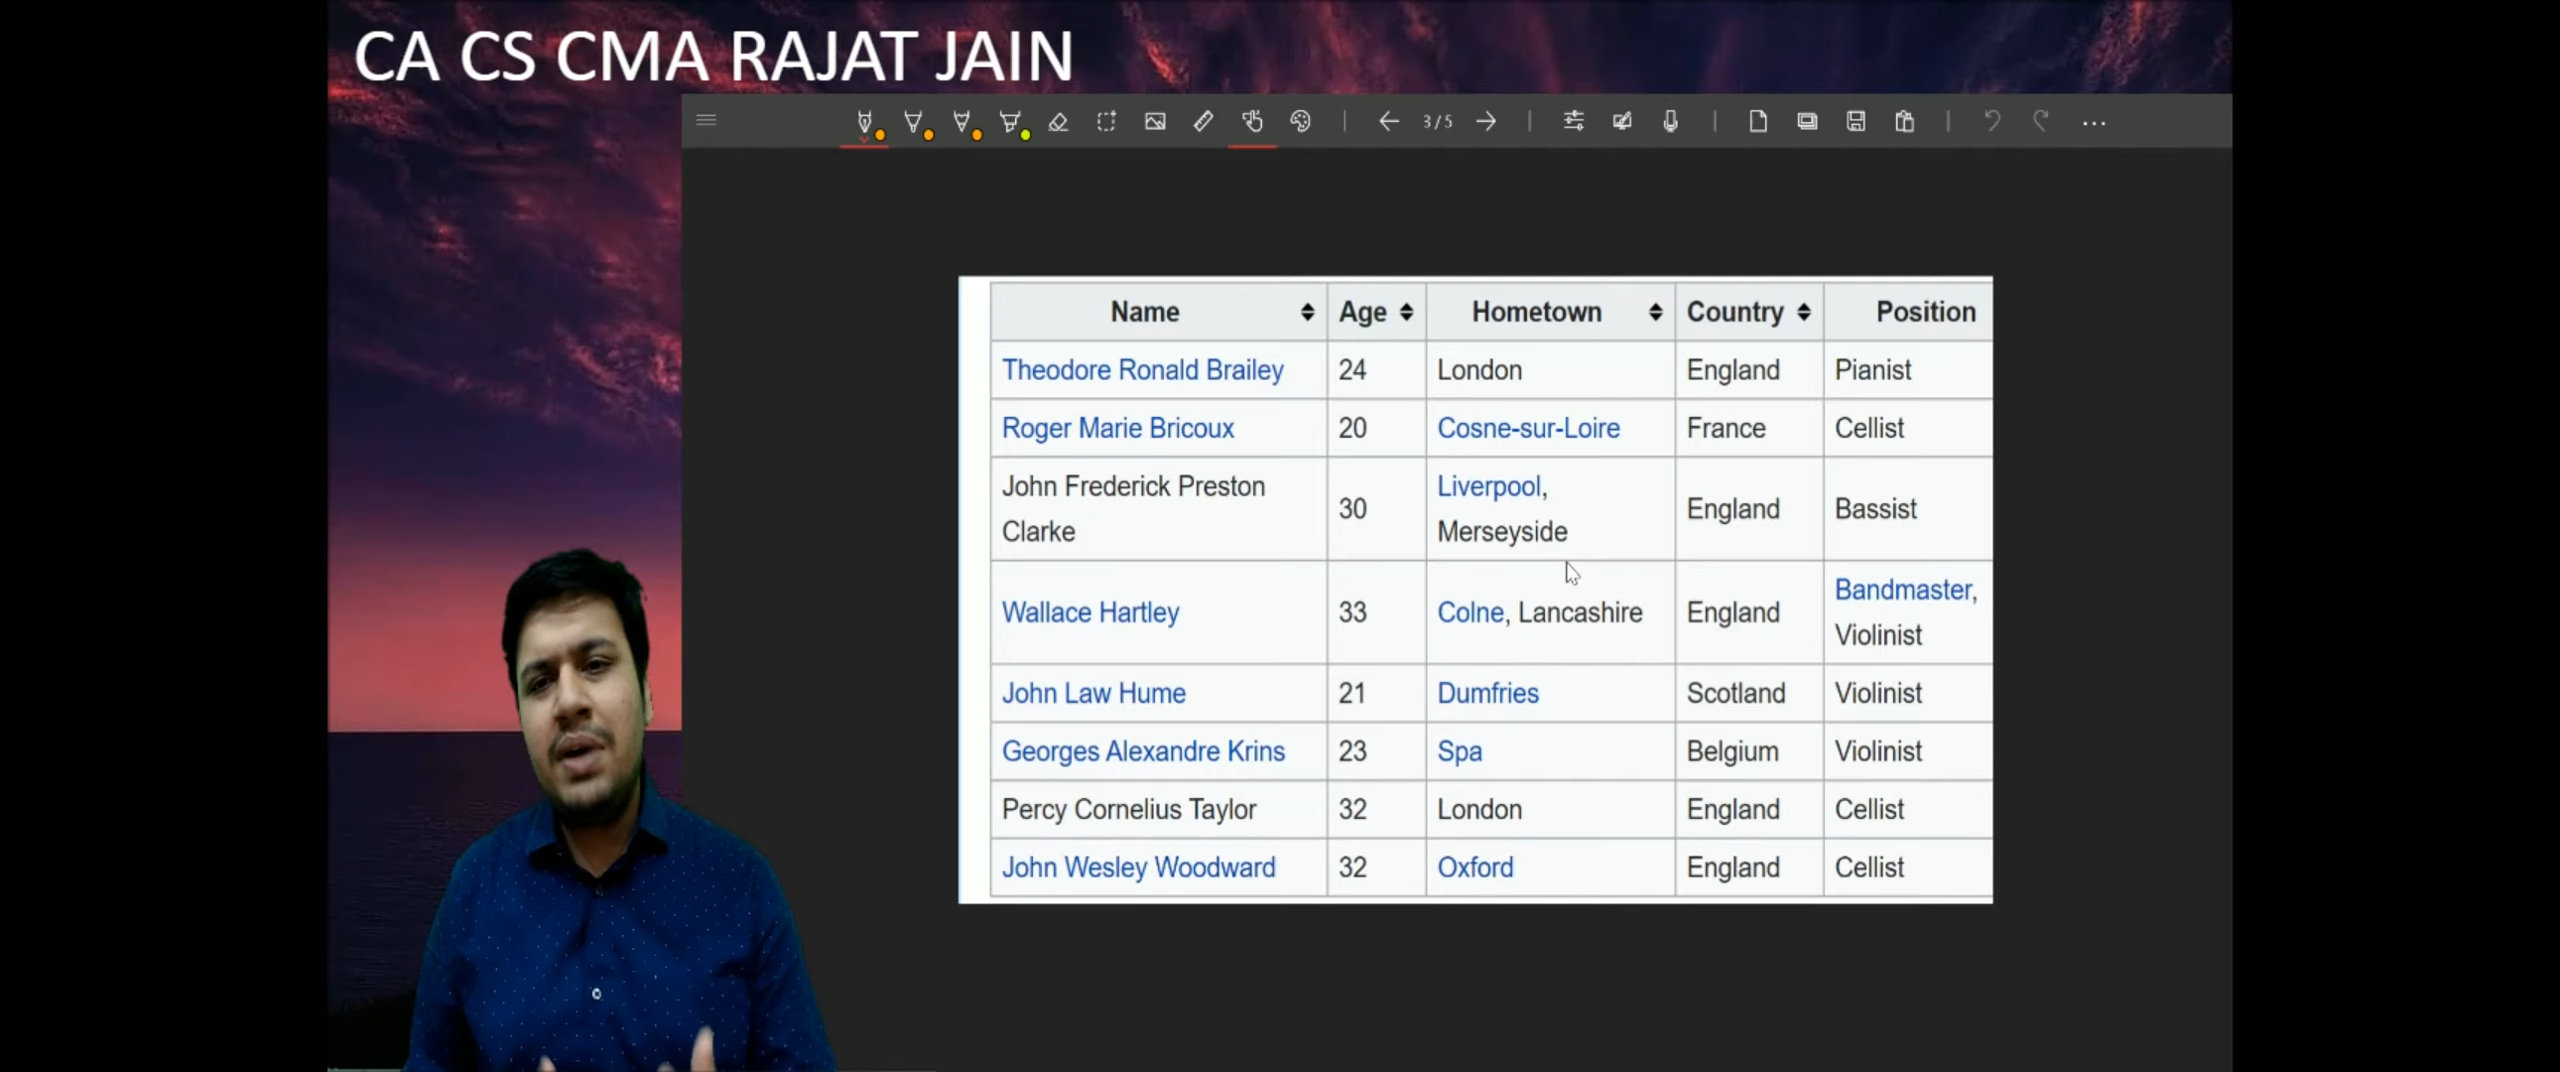 CA CS CMA RAJAT JAIN
3/5
Name Age Hometown Country Position
Theodore Ronald Brailey 24 London England Pianist
Roger Marie Bricoux 20 Cosne-sur-Loire France Cellist
John Frederick Preston
Clarke 30 Liverpool,
Merseyside England Bassist
Wallace Hartley 33 Colne, Lancashire England Bandmaster,
Violinist
John Law Hume 21 Dumfries Scotland Violinist
Georges Alexandre Krins 23 Spa Belgium Violinist
Percy Cornelius Taylor 32 London England Cellist
John Wesley Woodward 32 Oxford England Cellist